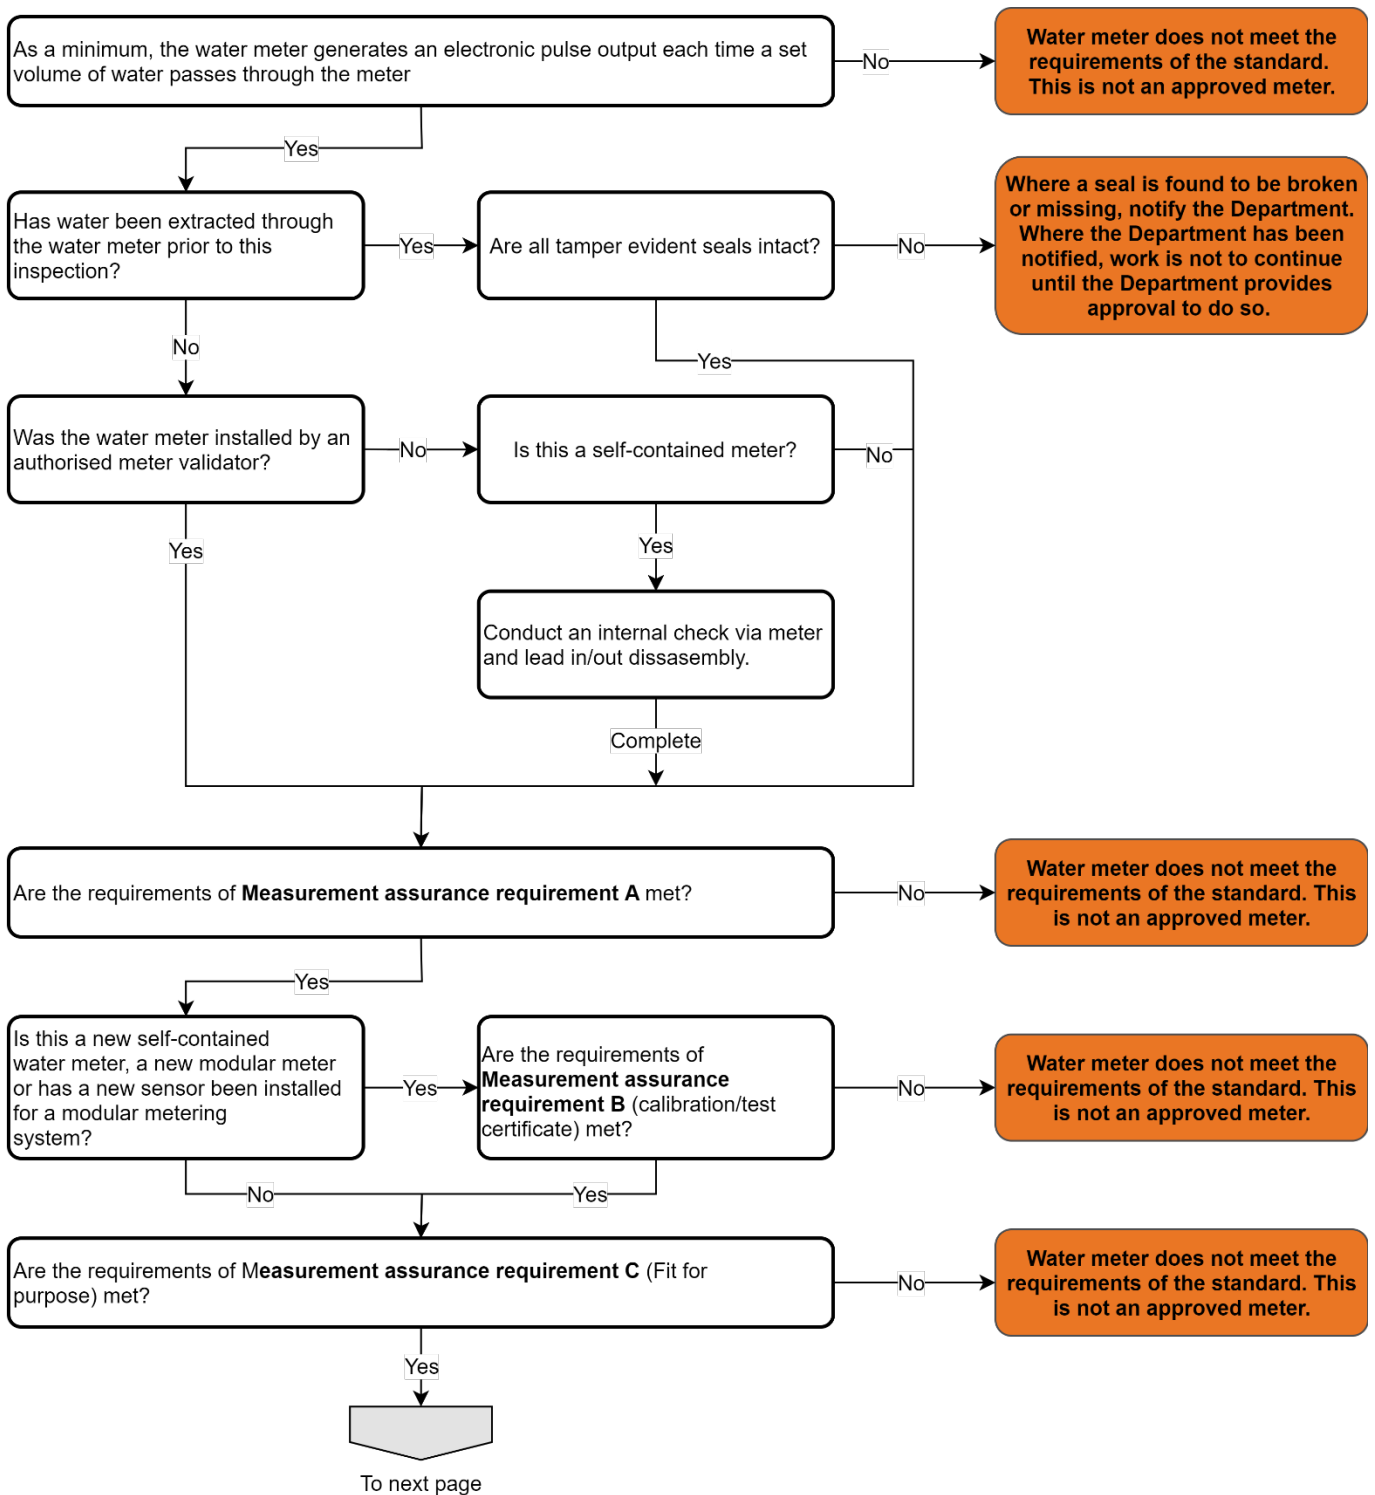 As a minimum, the water meter generates an electronic pulse output each time a set
volume of water passes through the meter
No
Water meter does not meet the
requirements of the standard.
This is not an approved meter.
Yes
Has water been extracted through
the water meter prior to this
inspection?
Yes
Are all tamper evident seals intact?
No
Where a seal is found to be broken
or missing, notify the Department.
Where the Department has been
notified, work is not to continue
until the Department provides
approval to do so.
No
Yes
Was the water meter installed by an
authorised meter validator?
No
Is this a self-contained meter?
No
Yes
Yes
Conduct an internal check via meter
and lead in/out dissasembly.
Complete
Are the requirements of Measurement assurance requirement A met?
No
Water meter does not meet the
requirements of the standard. This
is not an approved meter.
Yes
Is this a new self-contained
water meter, a new modular meter
or has a new sensor been installed
for a modular metering
system?
Yes
Are the requirements of
Measurement assurance
requirement B (calibration/test
certificate) met?
No
Water meter does not meet the
requirements of the standard. This
is not an approved meter.
No
Yes
Are the requirements of Measurement assurance requirement C (Fit for
purpose) met?
No
Water meter does not meet the
requirements of the standard. This
is not an approved meter.
Yes
To next page